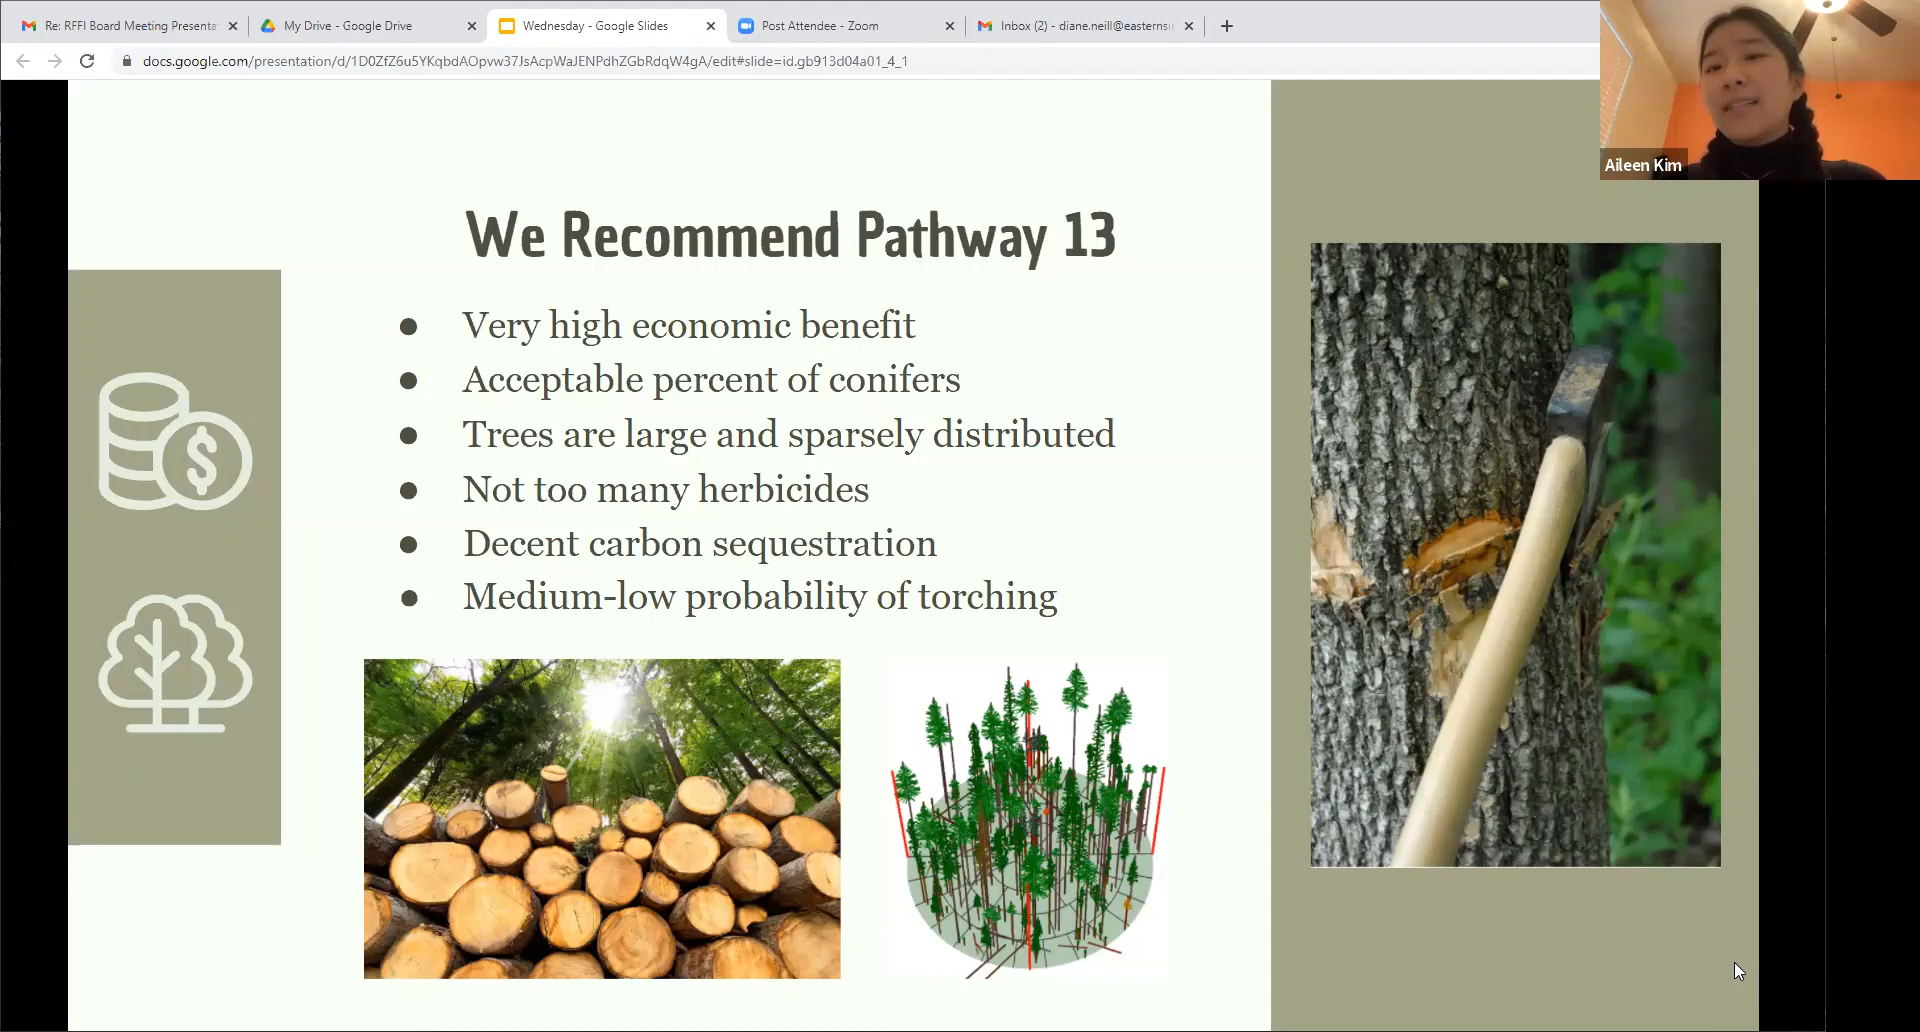 Re: RFFI Board Meeting Presenta
My Drive - Google Drive
Wednesday - Google Slides
Post Attendee - Zoom
Inbox (2) - diane.neill@easterns
docs.google.com/presentation/d/1D0ZfZ6u5YKqbdAOpvw37JsAcpWaJENPdhZGbRdqW4gA/edit#slide=id.gb913d04a01_4_1
Aileen Kim
We Recommend Pathway 13
● Very high economic benefit
● Acceptable percent of conifers
● Trees are large and sparsely distributed
● Not too many herbicides
● Decent carbon sequestration
● Medium-low probability of torching
$